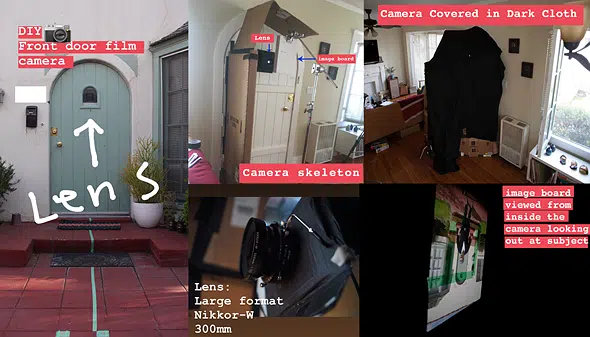 DIY
Front door film
camera
Lens
Lens
image board
Camera skeleton
Camera Covered in Dark Cloth
Lens:
Large format
Nikkor-W
300mm
image board
viewed from
inside the
camera looking
out at subject